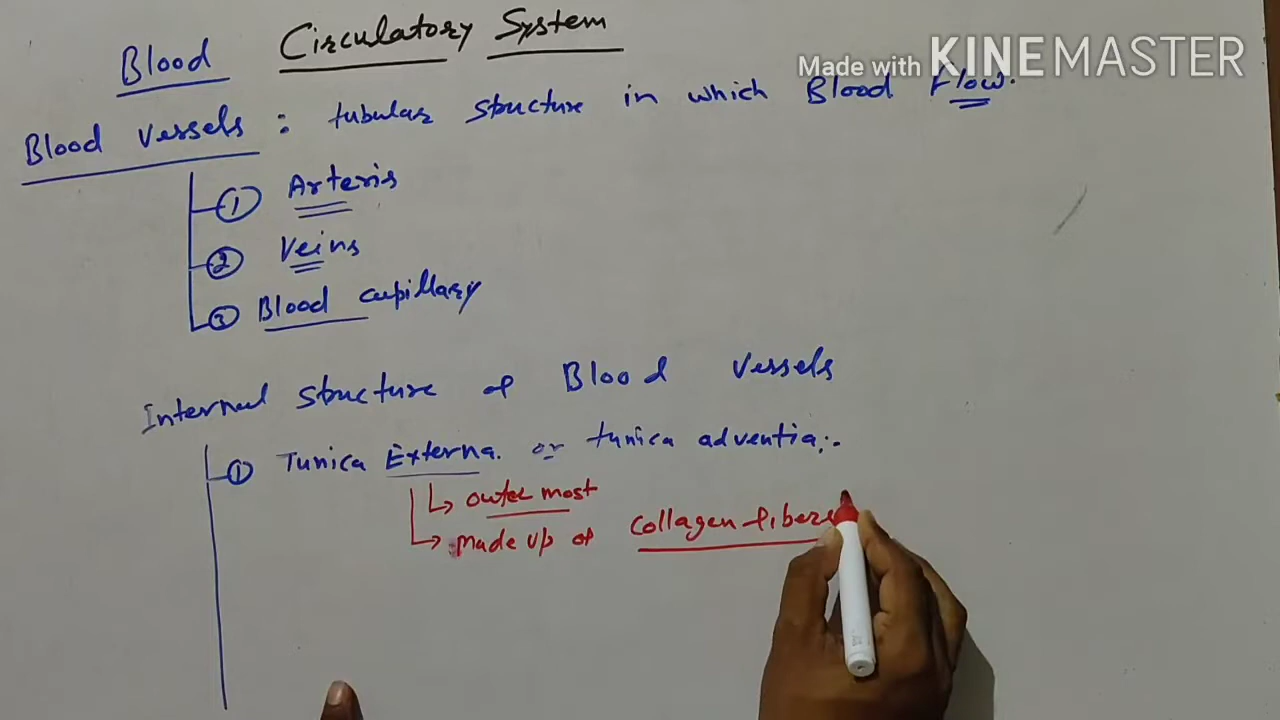 Blood Circulatory System
Made with KINEMASTER
Blood Vessels : tubular structure in which Blood Flow.
① Arteris
② Veins
③ Blood capillary
Internal structure of Blood Vessels
① Tunica Externa. or tunica adventia:.
→ outer most
→ made up of collagen fibers